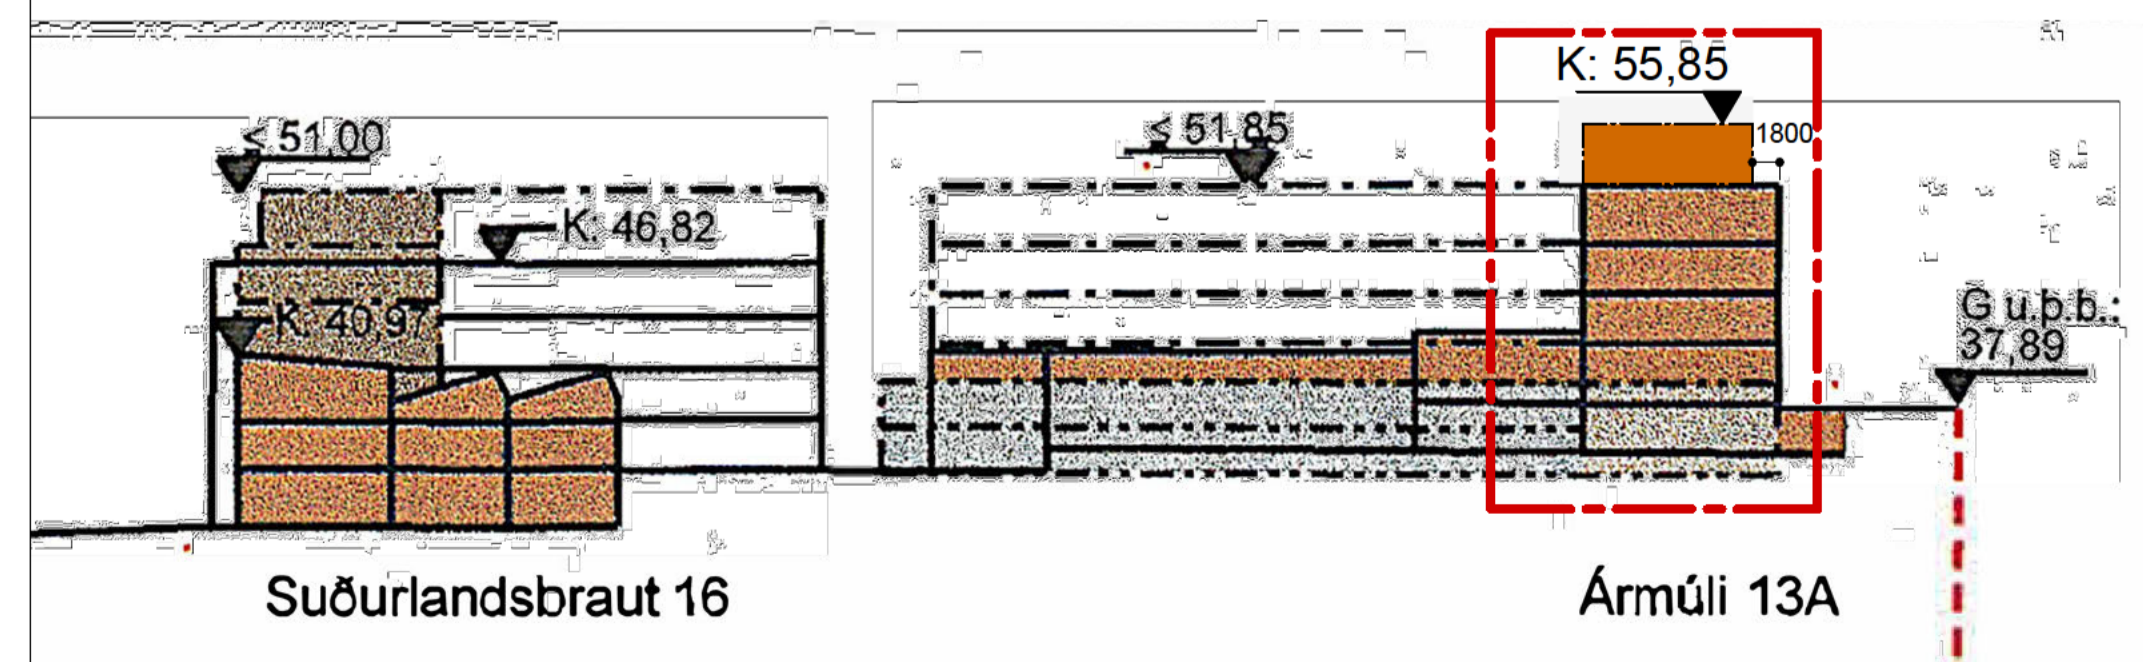 K: 55,85
≤ 51,00
≤ 51,85
1800
K: 46,82
K: 40,97
G u.þ.b.:
37,89
Suðurlandsbraut 16
Ármúli 13A